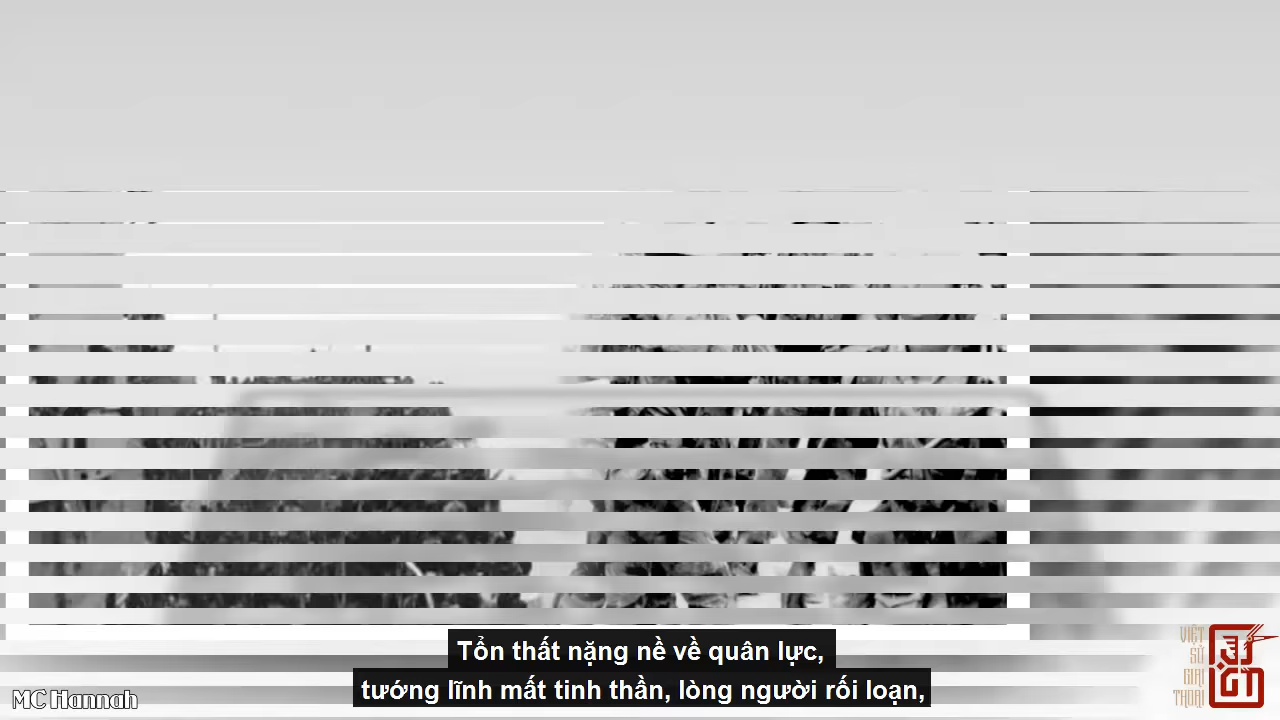 Tổn thất nặng nề về quân lực,
tướng lĩnh mất tinh thần, lòng người rối loạn,
MC Hannah
VIỆT
SỬ
GIAI
THOẠI